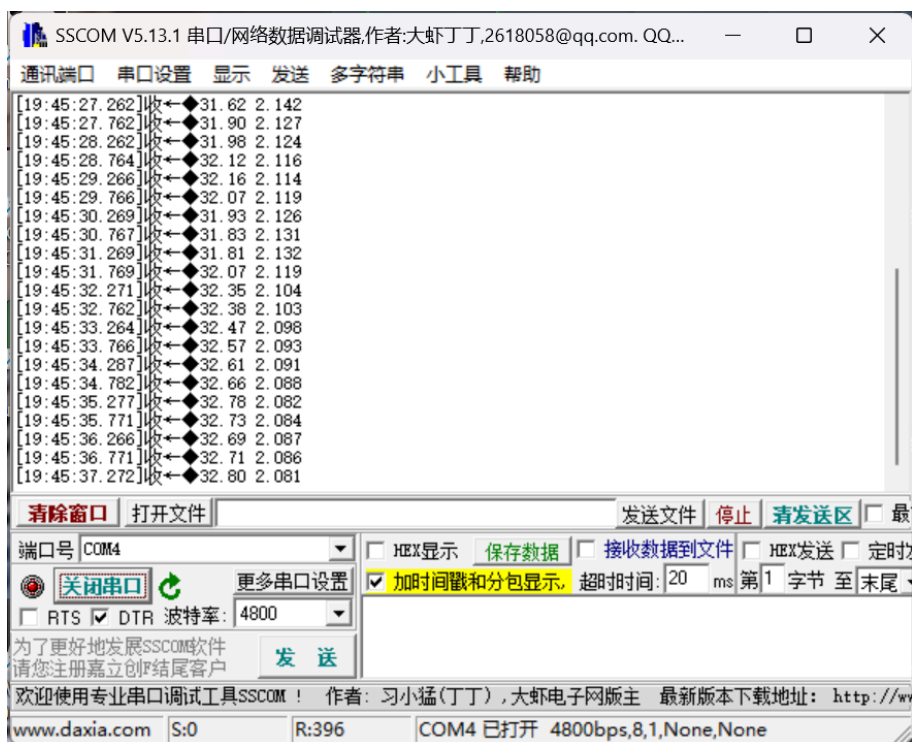 SSCOM V5.13.1 串口/网络数据调试器,作者:大虾丁丁,2618058@qq.com. QQ...
通讯端口 串口设置 显示 发送 多字符串 小工具 帮助
[19:45:27.262]收←◆31.62 2.142
[19:45:27.762]收←◆31.90 2.127
[19:45:28.262]收←◆31.98 2.124
[19:45:28.764]收←◆32.12 2.116
[19:45:29.266]收←◆32.16 2.114
[19:45:29.766]收←◆32.07 2.119
[19:45:30.269]收←◆31.93 2.126
[19:45:30.767]收←◆31.83 2.131
[19:45:31.269]收←◆31.81 2.132
[19:45:31.769]收←◆32.07 2.119
[19:45:32.271]收←◆32.35 2.104
[19:45:32.762]收←◆32.38 2.103
[19:45:33.264]收←◆32.47 2.098
[19:45:33.766]收←◆32.57 2.093
[19:45:34.287]收←◆32.61 2.091
[19:45:34.782]收←◆32.66 2.088
[19:45:35.277]收←◆32.78 2.082
[19:45:35.771]收←◆32.73 2.084
[19:45:36.266]收←◆32.69 2.087
[19:45:36.771]收←◆32.71 2.086
[19:45:37.272]收←◆32.80 2.081
清除窗口 打开文件 发送文件 停止 清发送区 最
端口号 COM4 HEX显示 保存数据 接收数据到文件 HEX发送 定时
关闭串口 更多串口设置 加时间戳和分包显示, 超时时间: 20 ms 第1 字节 至 末尾
RTS DTR 波特率: 4800
为了更好地发展SSCOM软件
请您注册嘉立创F结尾客户
发 送
欢迎使用专业串口调试工具SSCOM ! 作者: 习小猛(丁丁),大虾电子网版主 最新版本下载地址: http://w
www.daxia.com S:0 R:396 COM4 已打开 4800bps,8,1,None,None